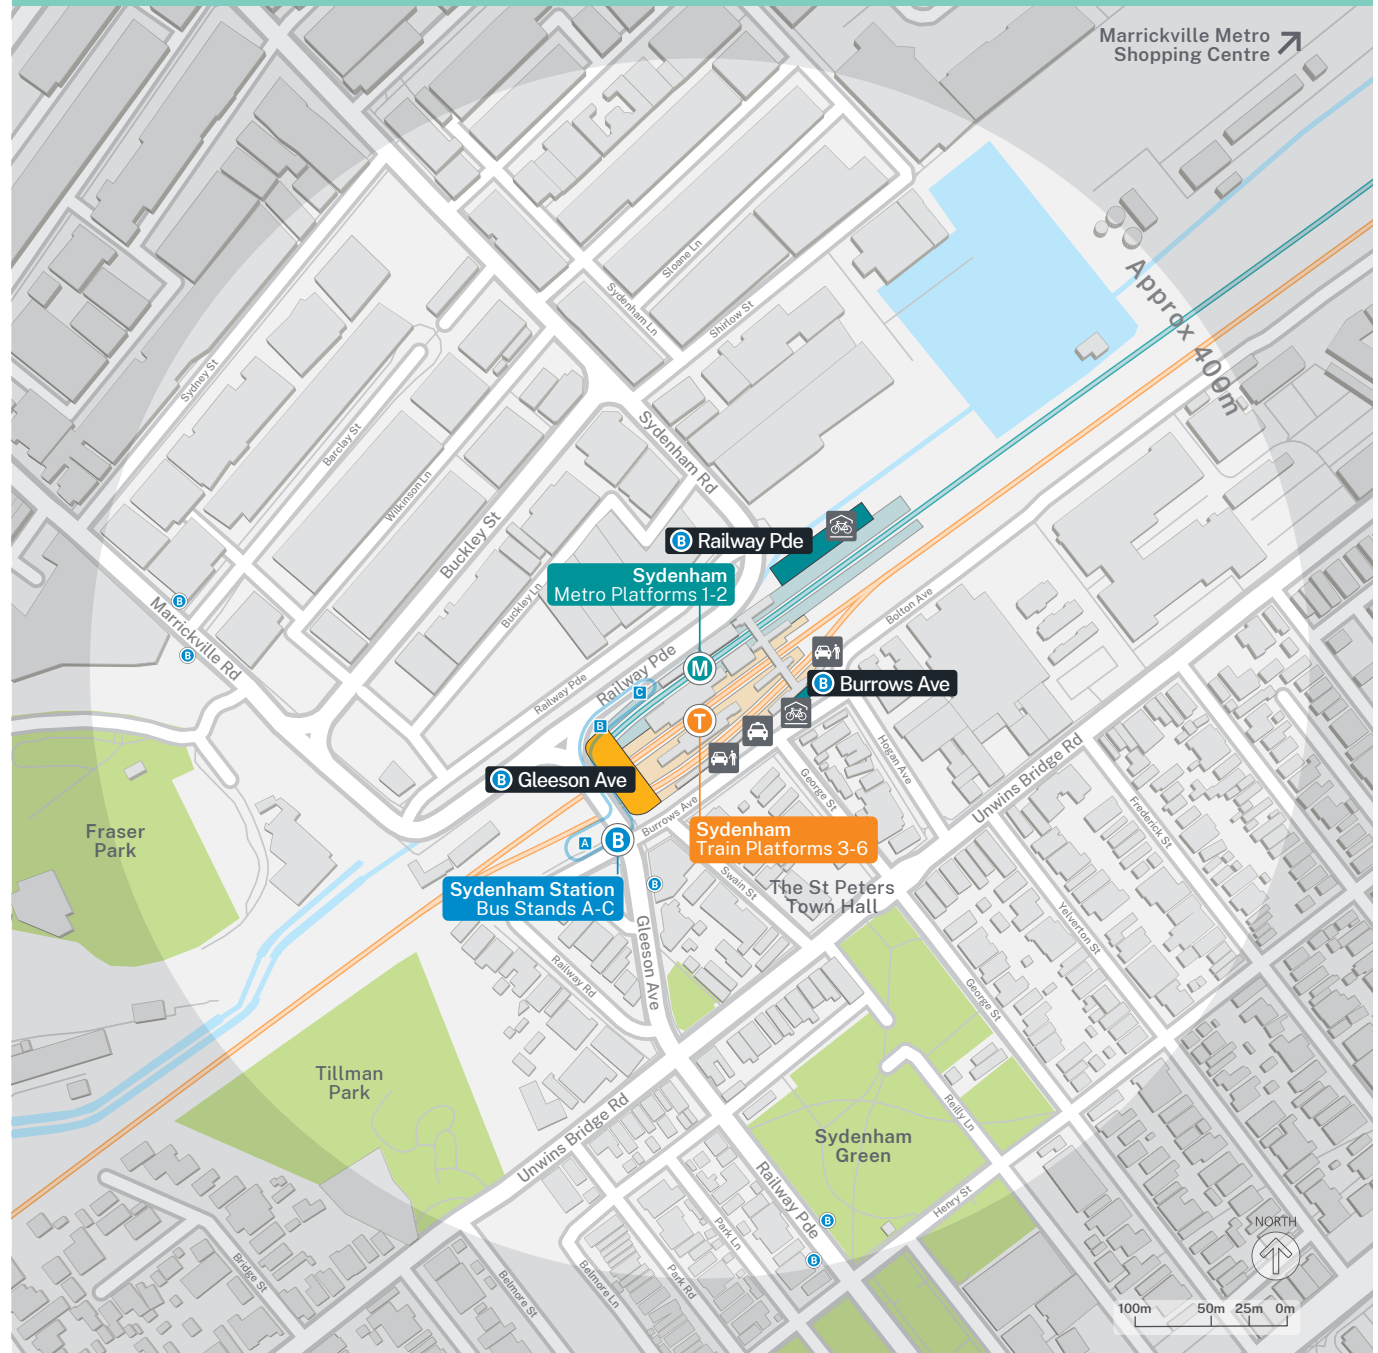 Marrickville Metro
Shopping Centre
Approx 400m
Sloane Ln
Sydenham Ln
Shirlow St
Sydney St
Barclay St
Wilkinson Ln
Sydenham Rd
Buckley St
Buckley Ln
B Railway Pde
Sydenham
Metro Platforms 1-2
Bolton Ave
B
Marrickville Rd
B
Railway Pde
Railway Pde
M
C
B
T
B Burrows Ave
B Gleeson Ave
Hogan Ave
George St
Unwins Bridge Rd
Frederick St
Burrows Ave
Sydenham
Train Platforms 3-6
A
B
Fraser
Park
Sydenham Station
Bus Stands A-C
B
Swain St
The St Peters
Town Hall
Gleeson Ave
Yelverton St
Railway Rd
George St
Tillman
Park
Unwins Bridge Rd
Reilly Ln
Sydenham
Green
Railway Pde
Henry St
B
B
Park Ln
Park Rd
Belmore Ln
Belmore St
Bridge St
NORTH
100m 50m 25m 0m